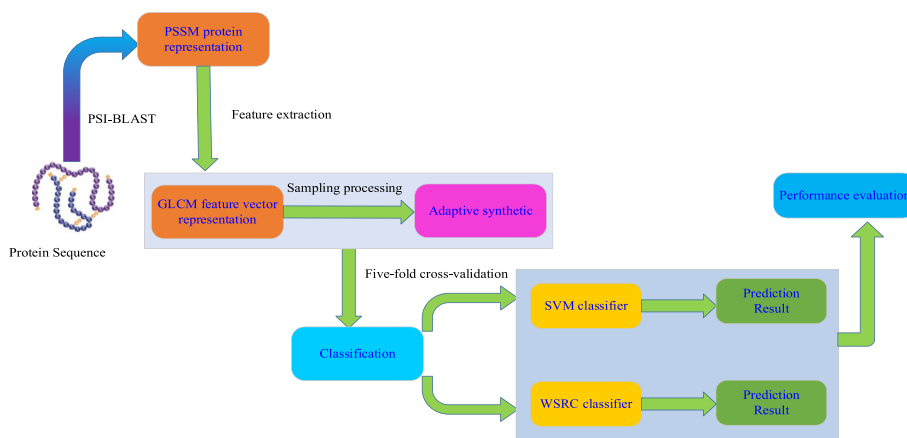 PSSM protein
representation
PSI-BLAST
Feature extraction
Protein Sequence
GLCM feature vector
representation
Sampling processing
Adaptive synthetic
Performance evaluation
Five-fold cross-validation
Classification
SVM classifier
Prediction
Result
WSRC classifier
Prediction
Result